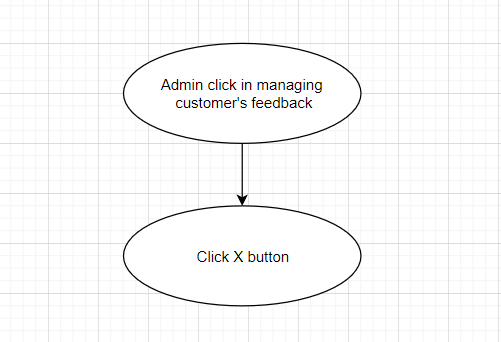 Admin click in managing
customer's feedback
Click X button